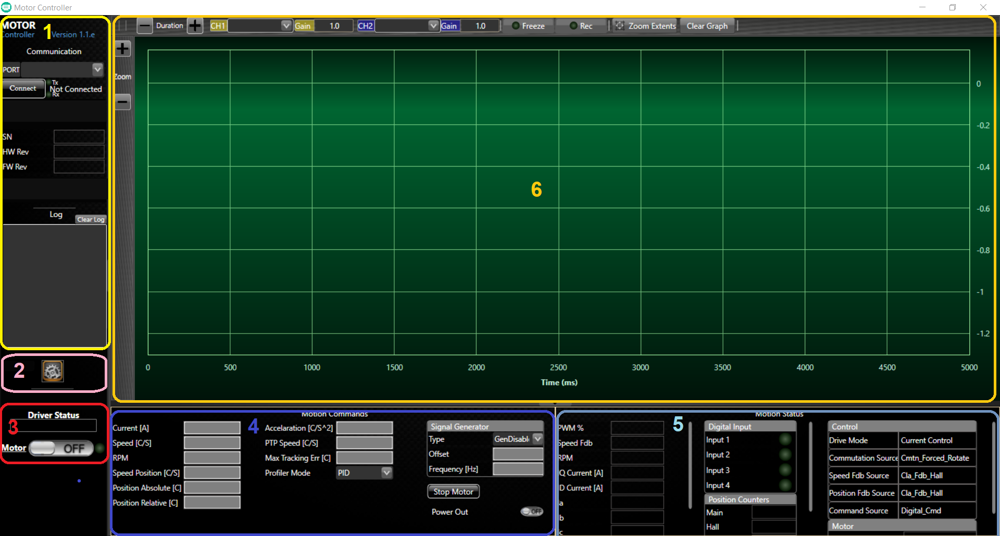 Motor Controller
MOTOR
Controller Version 1.1.e
1
Communication
PORT
Connect
Tx
Not Connected
Rx
SN
HW Rev
FW Rev
Log
Clear Log
2
Driver Status
3
Motor OFF
Duration CH1 Gain 1.0 CH2 Gain 1.0 Freeze Rec Zoom Extents Clear Graph
Zoom
0
-0.2
-0.4
6
-0.6
-0.8
-1
-1.2
0 500 1000 1500 2000 2500 3000 3500 4000 4500 5000
Time (ms)
Motion Commands
4
Current [A]
Speed [C/S]
RPM
Speed Position [C/S]
Position Absolute [C]
Position Relative [C]
Accelaration [C/S^2]
PTP Speed [C/S]
Max Tracking Err [C]
Profiler Mode PID
Signal Generator
Type GenDisabl
Offset
Frequency [Hz]
Stop Motor
Power Out OFF
Motion Status
5
PWM %
Speed Fdb
RPM
Q Current [A]
D Current [A]
a
b
c
Digital Input
Input 1
Input 2
Input 3
Input 4
Position Counters
Main
Hall
Control
Drive Mode Current Control
Commutation Source Cmtn_Forced_Rotate
Speed Fdb Source Cla_Fdb_Hall
Position Fdb Source Cla_Fdb_Hall
Command Source Digital_Cmd
Motor